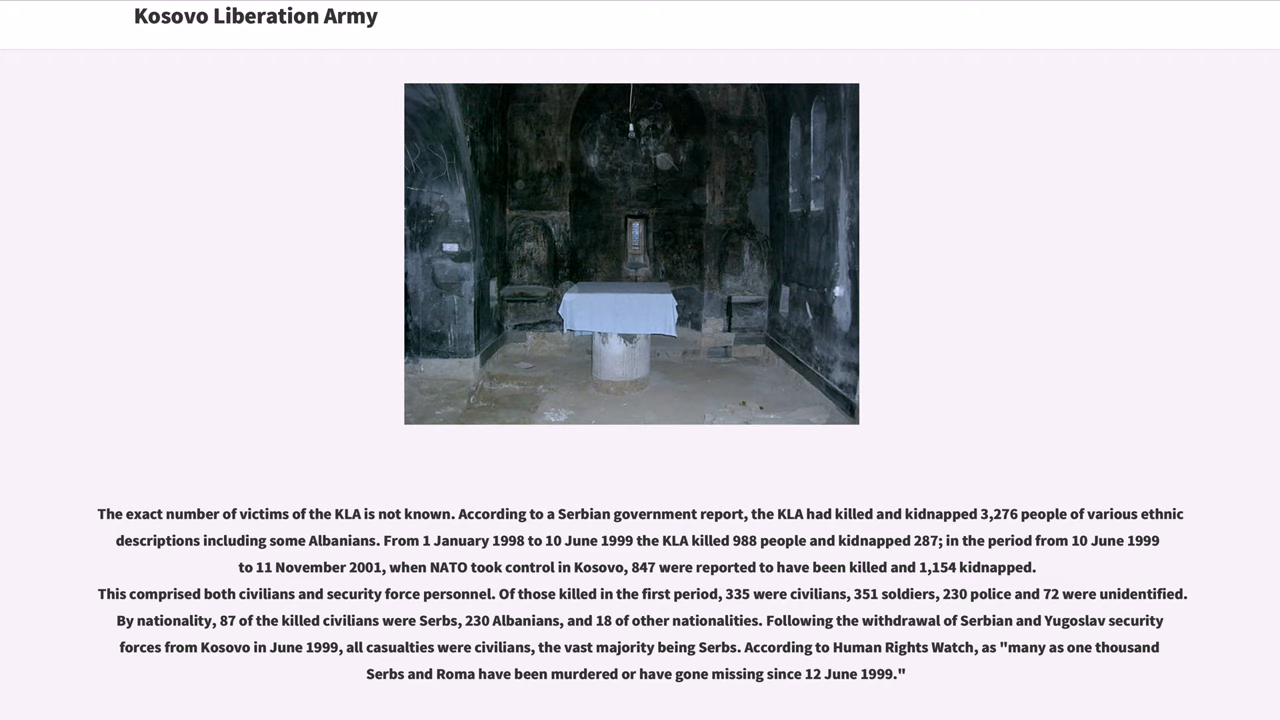 Kosovo Liberation Army
The exact number of victims of the KLA is not known. According to a Serbian government report, the KLA had killed and kidnapped 3,276 people of various ethnic
descriptions including some Albanians. From 1 January 1998 to 10 June 1999 the KLA killed 988 people and kidnapped 287; in the period from 10 June 1999
to 11 November 2001, when NATO took control in Kosovo, 847 were reported to have been killed and 1,154 kidnapped.
This comprised both civilians and security force personnel. Of those killed in the first period, 335 were civilians, 351 soldiers, 230 police and 72 were unidentified.
By nationality, 87 of the killed civilians were Serbs, 230 Albanians, and 18 of other nationalities. Following the withdrawal of Serbian and Yugoslav security
forces from Kosovo in June 1999, all casualties were civilians, the vast majority being Serbs. According to Human Rights Watch, as "many as one thousand
Serbs and Roma have been murdered or have gone missing since 12 June 1999."